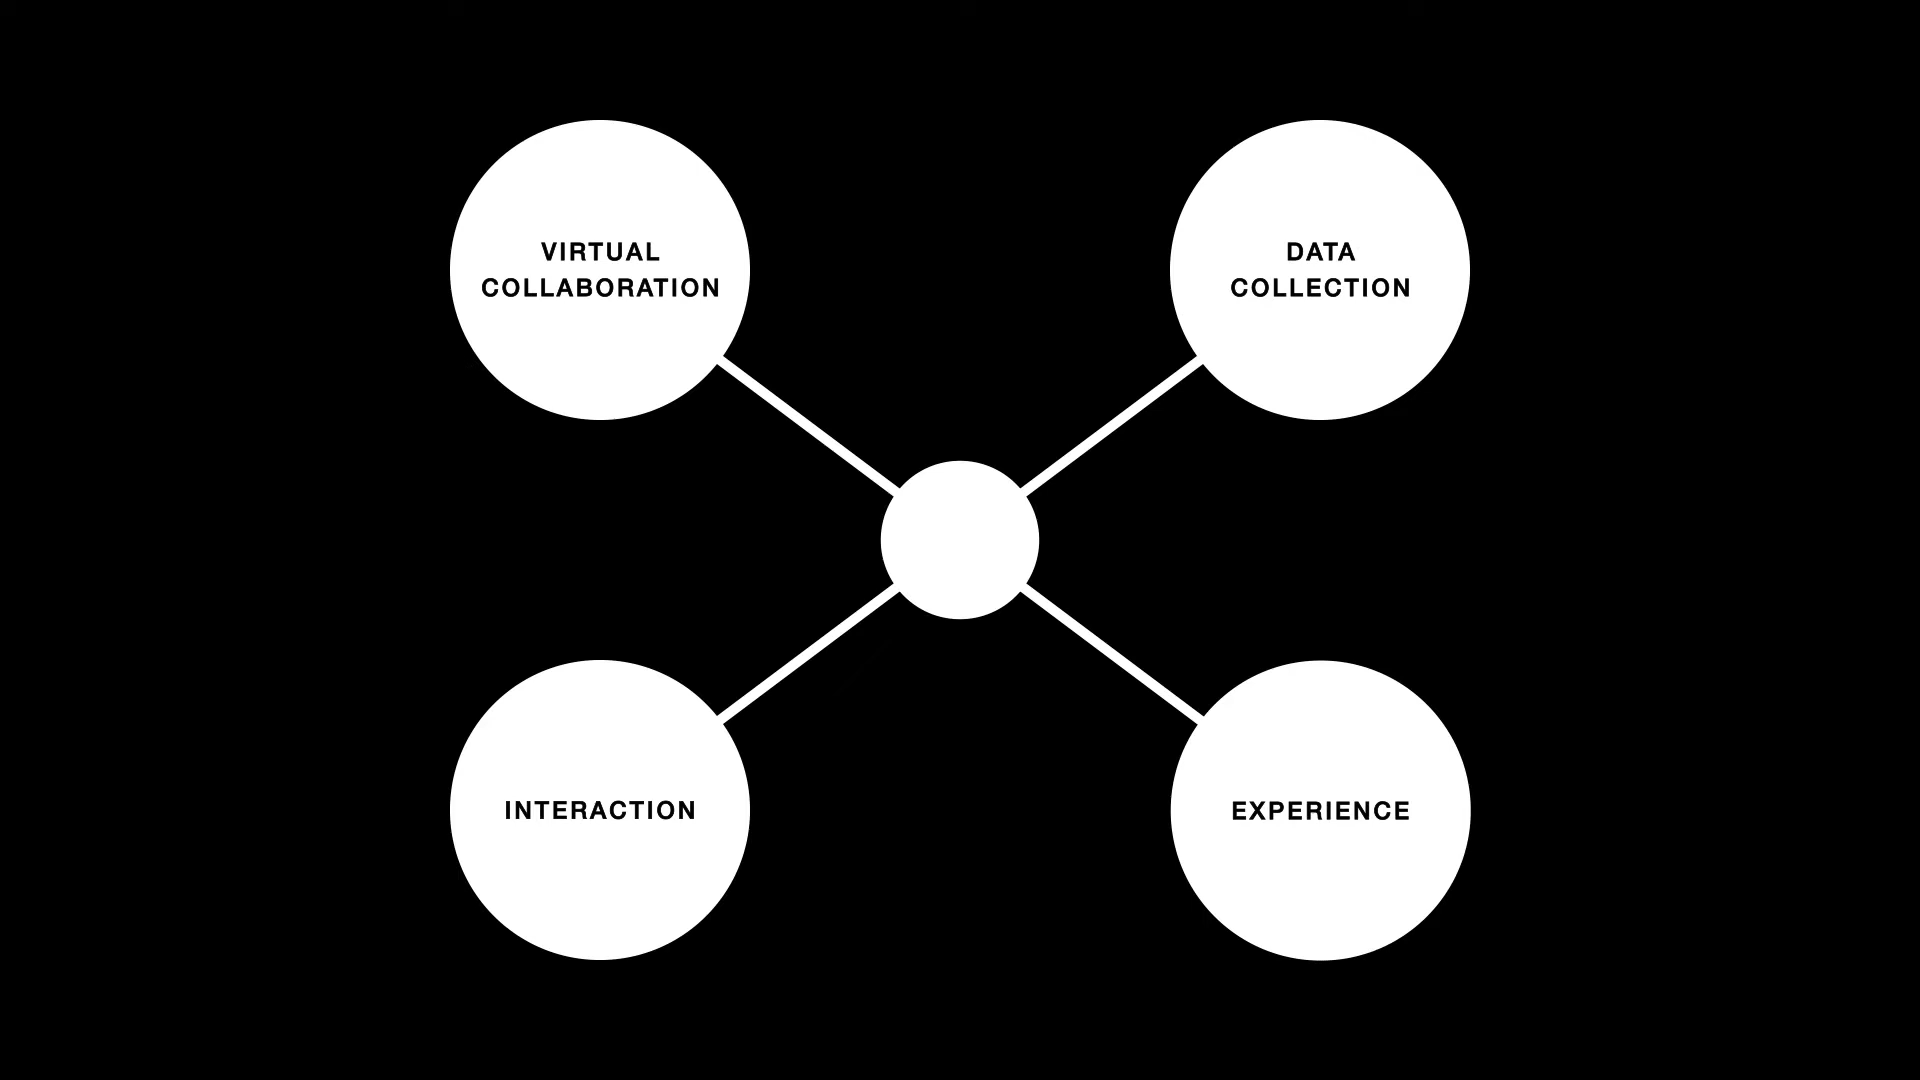 VIRTUAL
COLLABORATION
DATA
COLLECTION
INTERACTION
EXPERIENCE